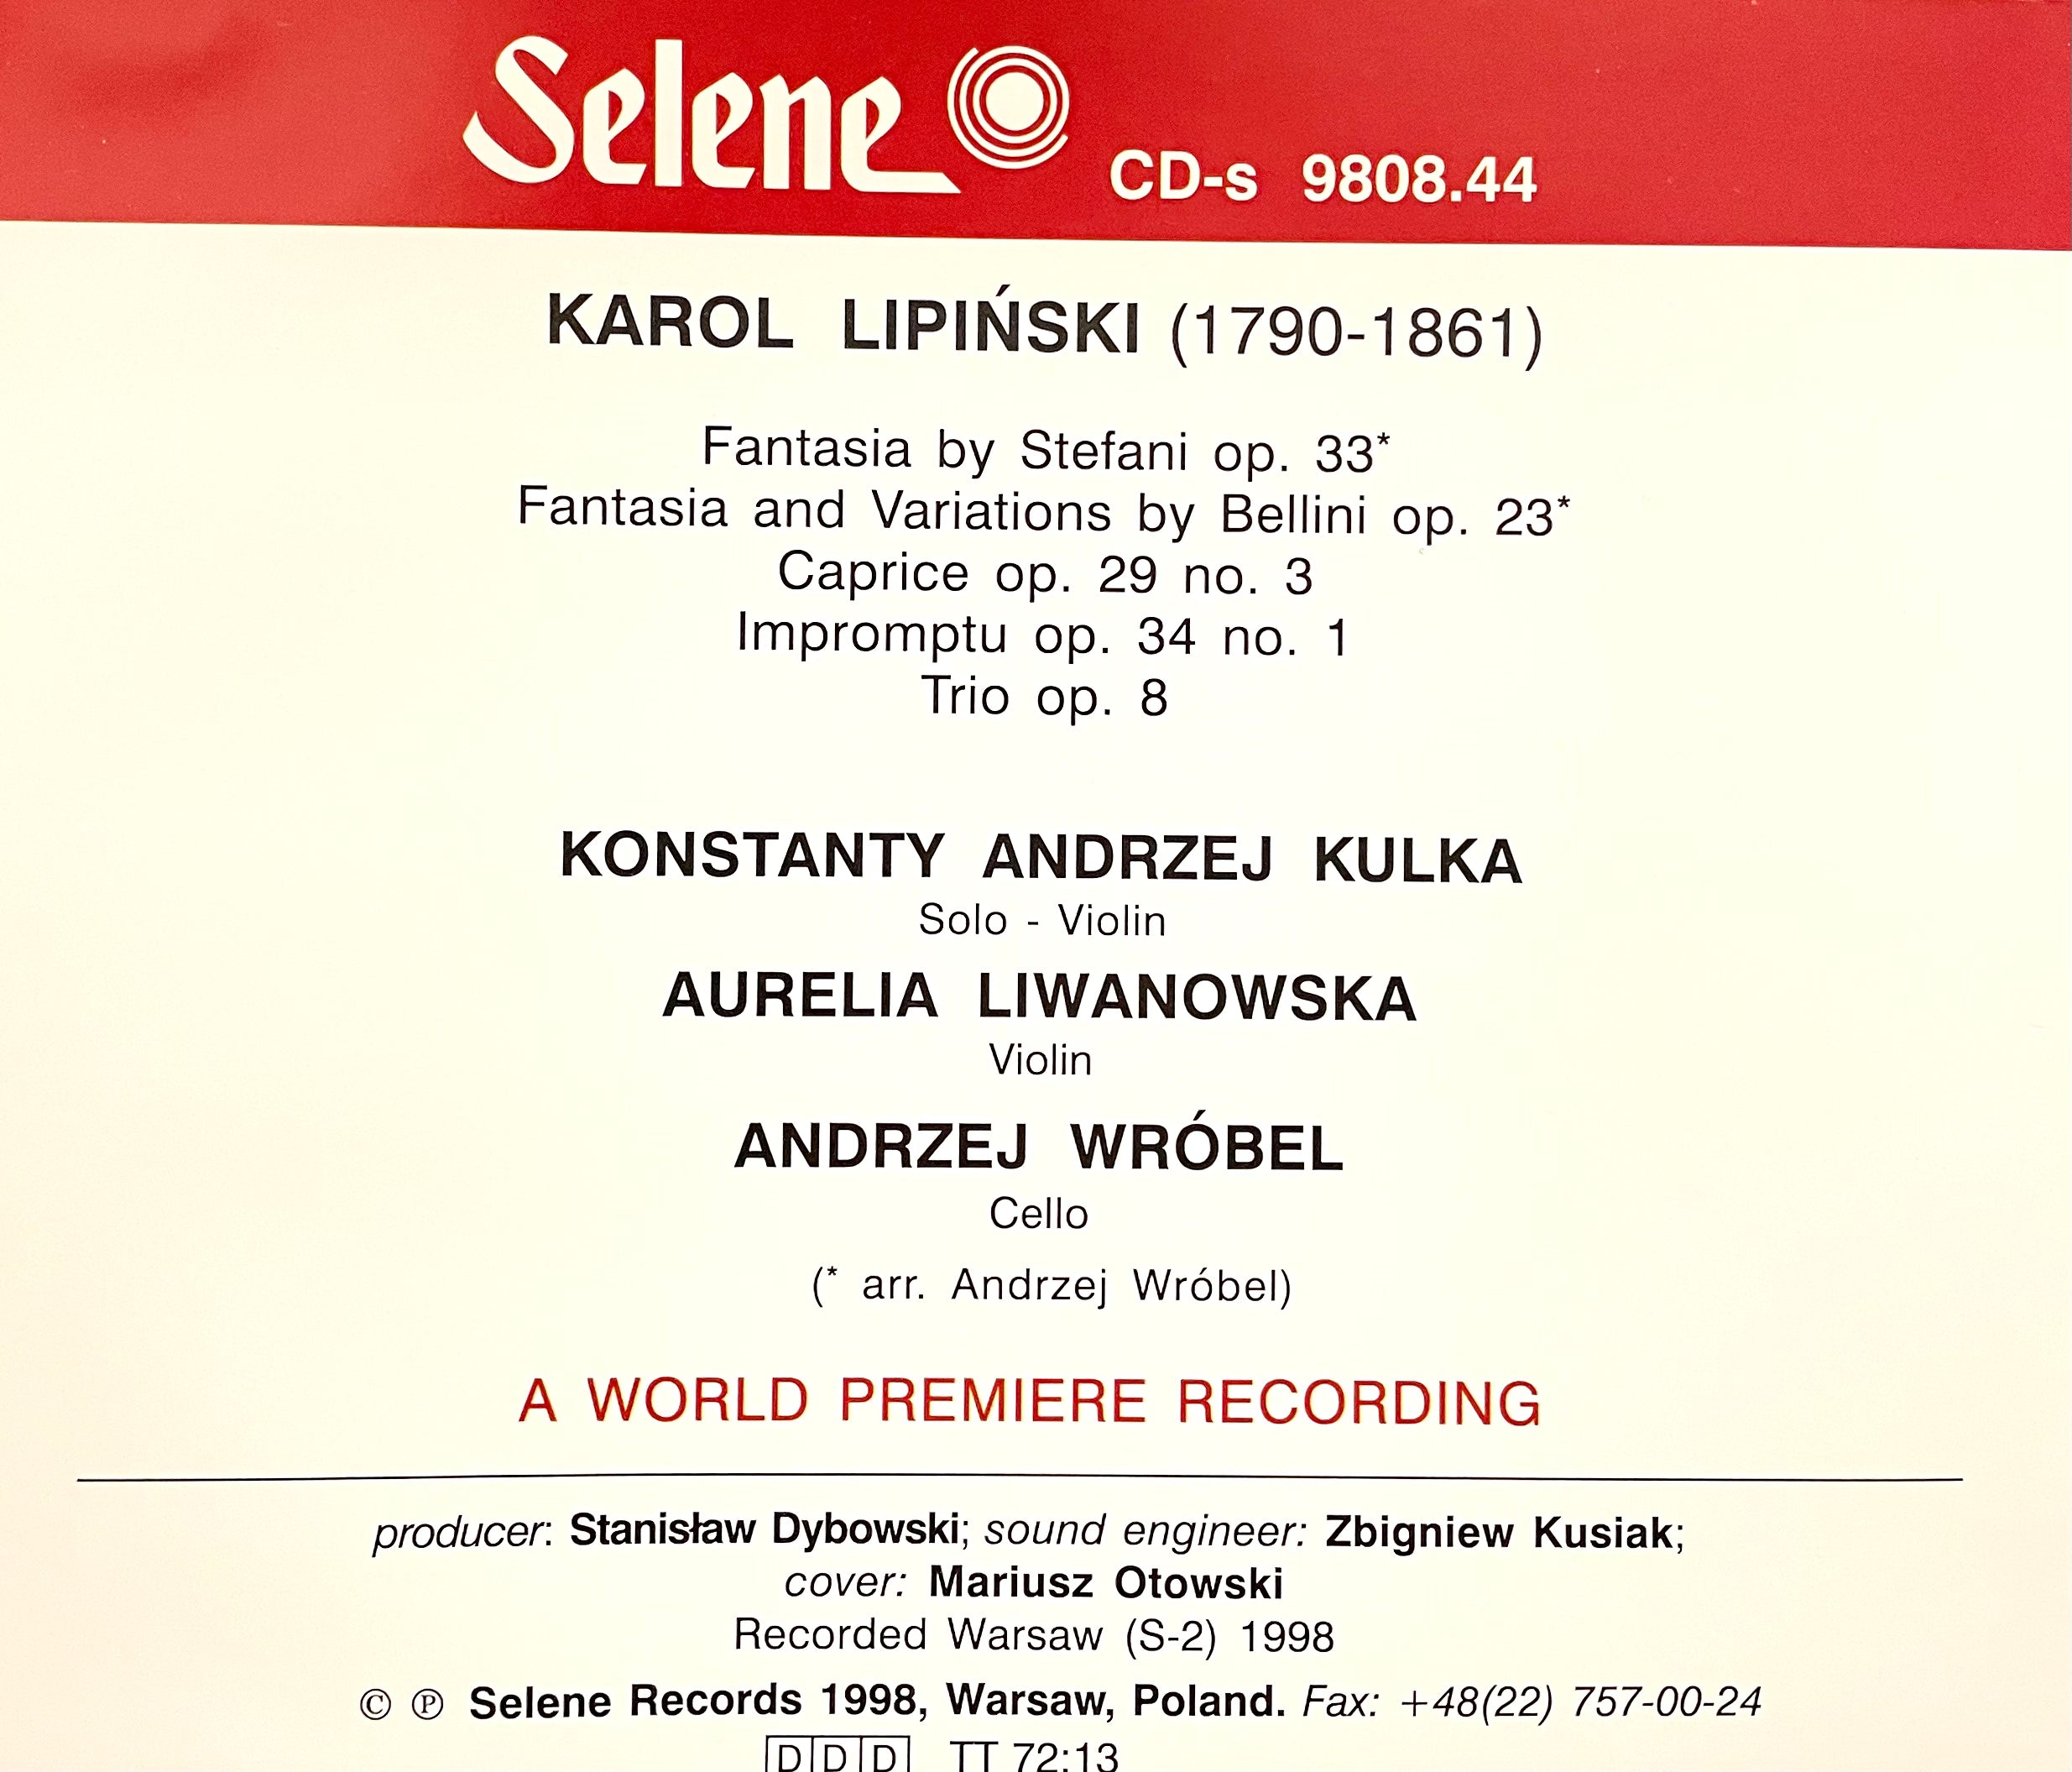 Selene CD-s 9808.44
KAROL LIPIŃSKI (1790-1861)
Fantasia by Stefani op. 33*
Fantasia and Variations by Bellini op. 23*
Caprice op. 29 no. 3
Impromptu op. 34 no. 1
Trio op. 8
KONSTANTY ANDRZEJ KULKA
Solo - Violin
AURELIA LIWANOWSKA
Violin
ANDRZEJ WRÓBEL
Cello
(* arr. Andrzej Wróbel)
A WORLD PREMIERE RECORDING
producer: Stanisław Dybowski; sound engineer: Zbigniew Kusiak;
cover: Mariusz Otowski
Recorded Warsaw (S-2) 1998
© ℗ Selene Records 1998, Warsaw, Poland. Fax: +48(22) 757-00-24
DDD TT 72:13